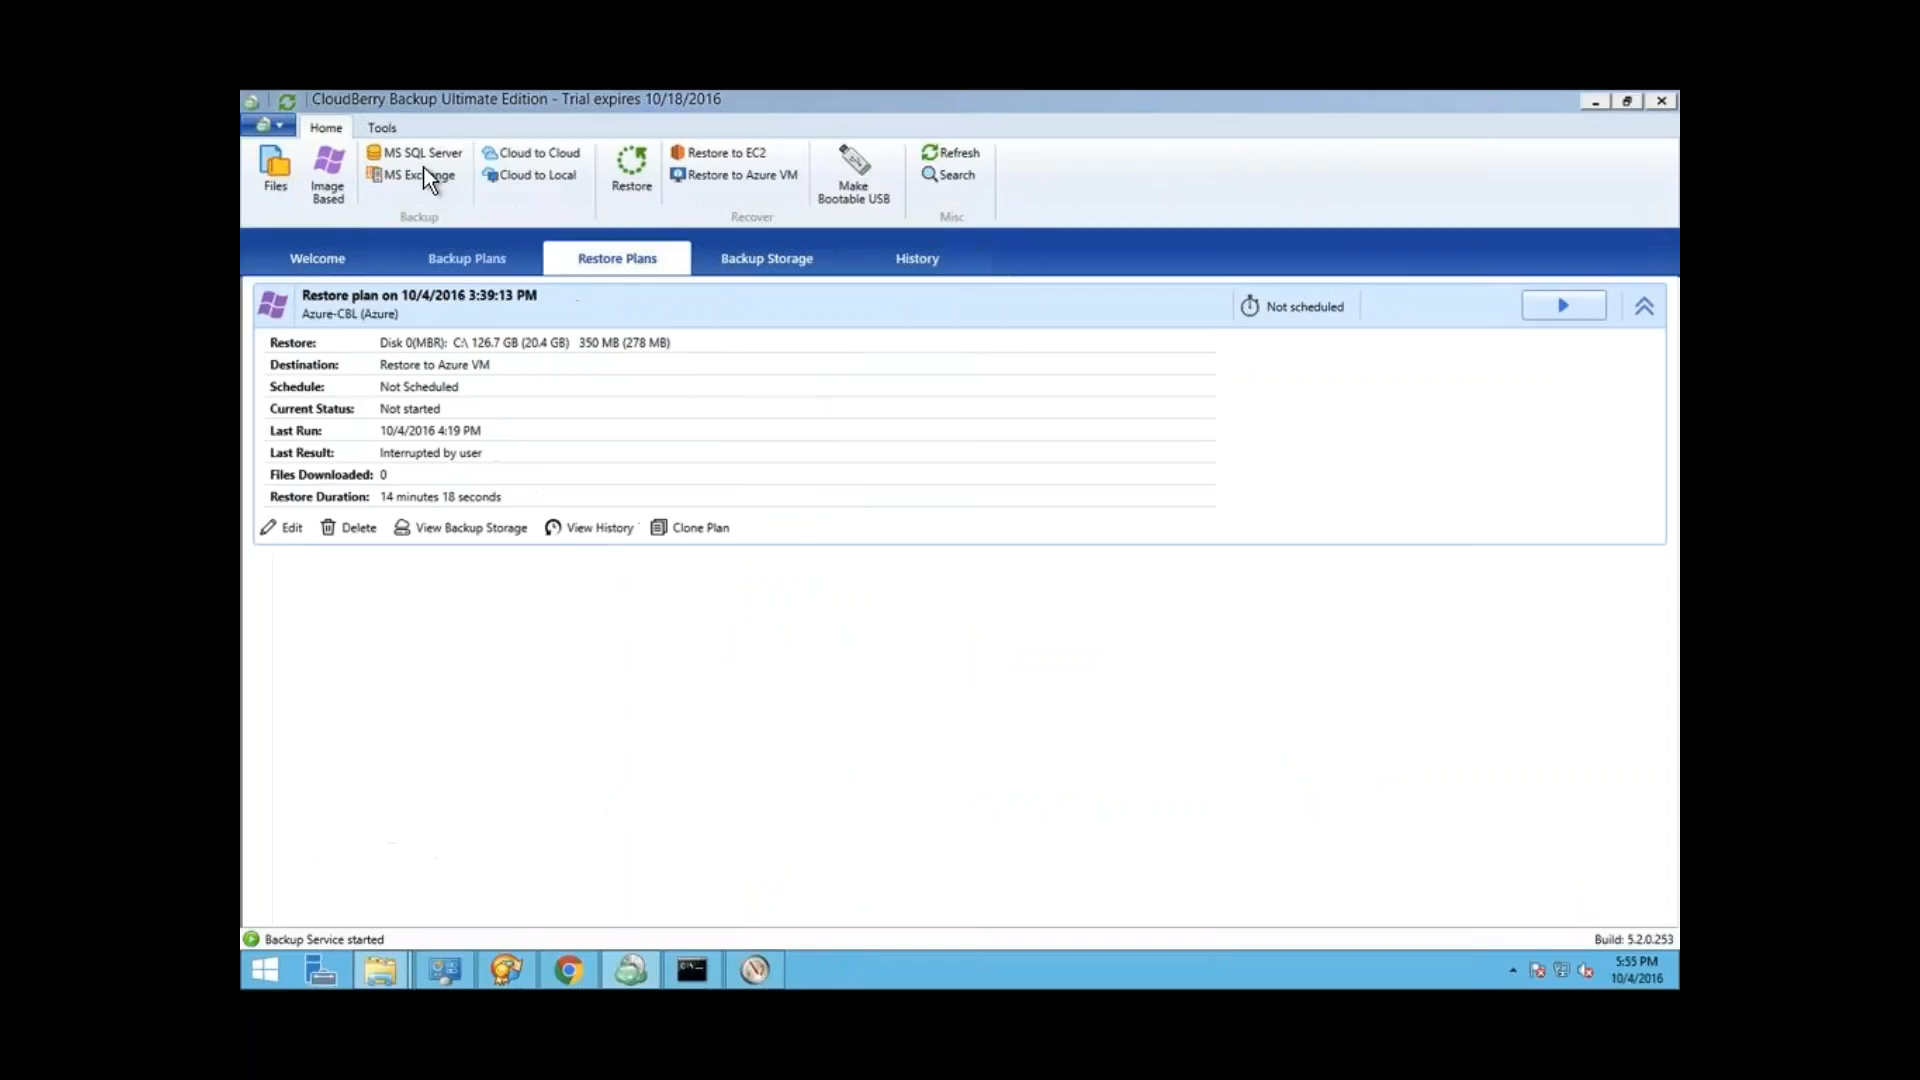 CloudBerry Backup Ultimate Edition - Trial expires 10/18/2016
Home Tools
MS SQL Server Cloud to Cloud Restore to EC2 Refresh
MS Exchange Cloud to Local Restore to Azure VM Search
Files Image Based Restore Make Bootable USB
Backup Recover Misc
Welcome Backup Plans Restore Plans Backup Storage History
Restore plan on 10/4/2016 3:39:13 PM
Azure-CBL (Azure)
Not scheduled
Restore: Disk 0(MBR): C:\ 126.7 GB (20.4 GB) 350 MB (278 MB)
Destination: Restore to Azure VM
Schedule: Not Scheduled
Current Status: Not started
Last Run: 10/4/2016 4:19 PM
Last Result: Interrupted by user
Files Downloaded: 0
Restore Duration: 14 minutes 18 seconds
Edit Delete View Backup Storage View History Clone Plan
Backup Service started Build: 5.2.0.253
5:55 PM
10/4/2016